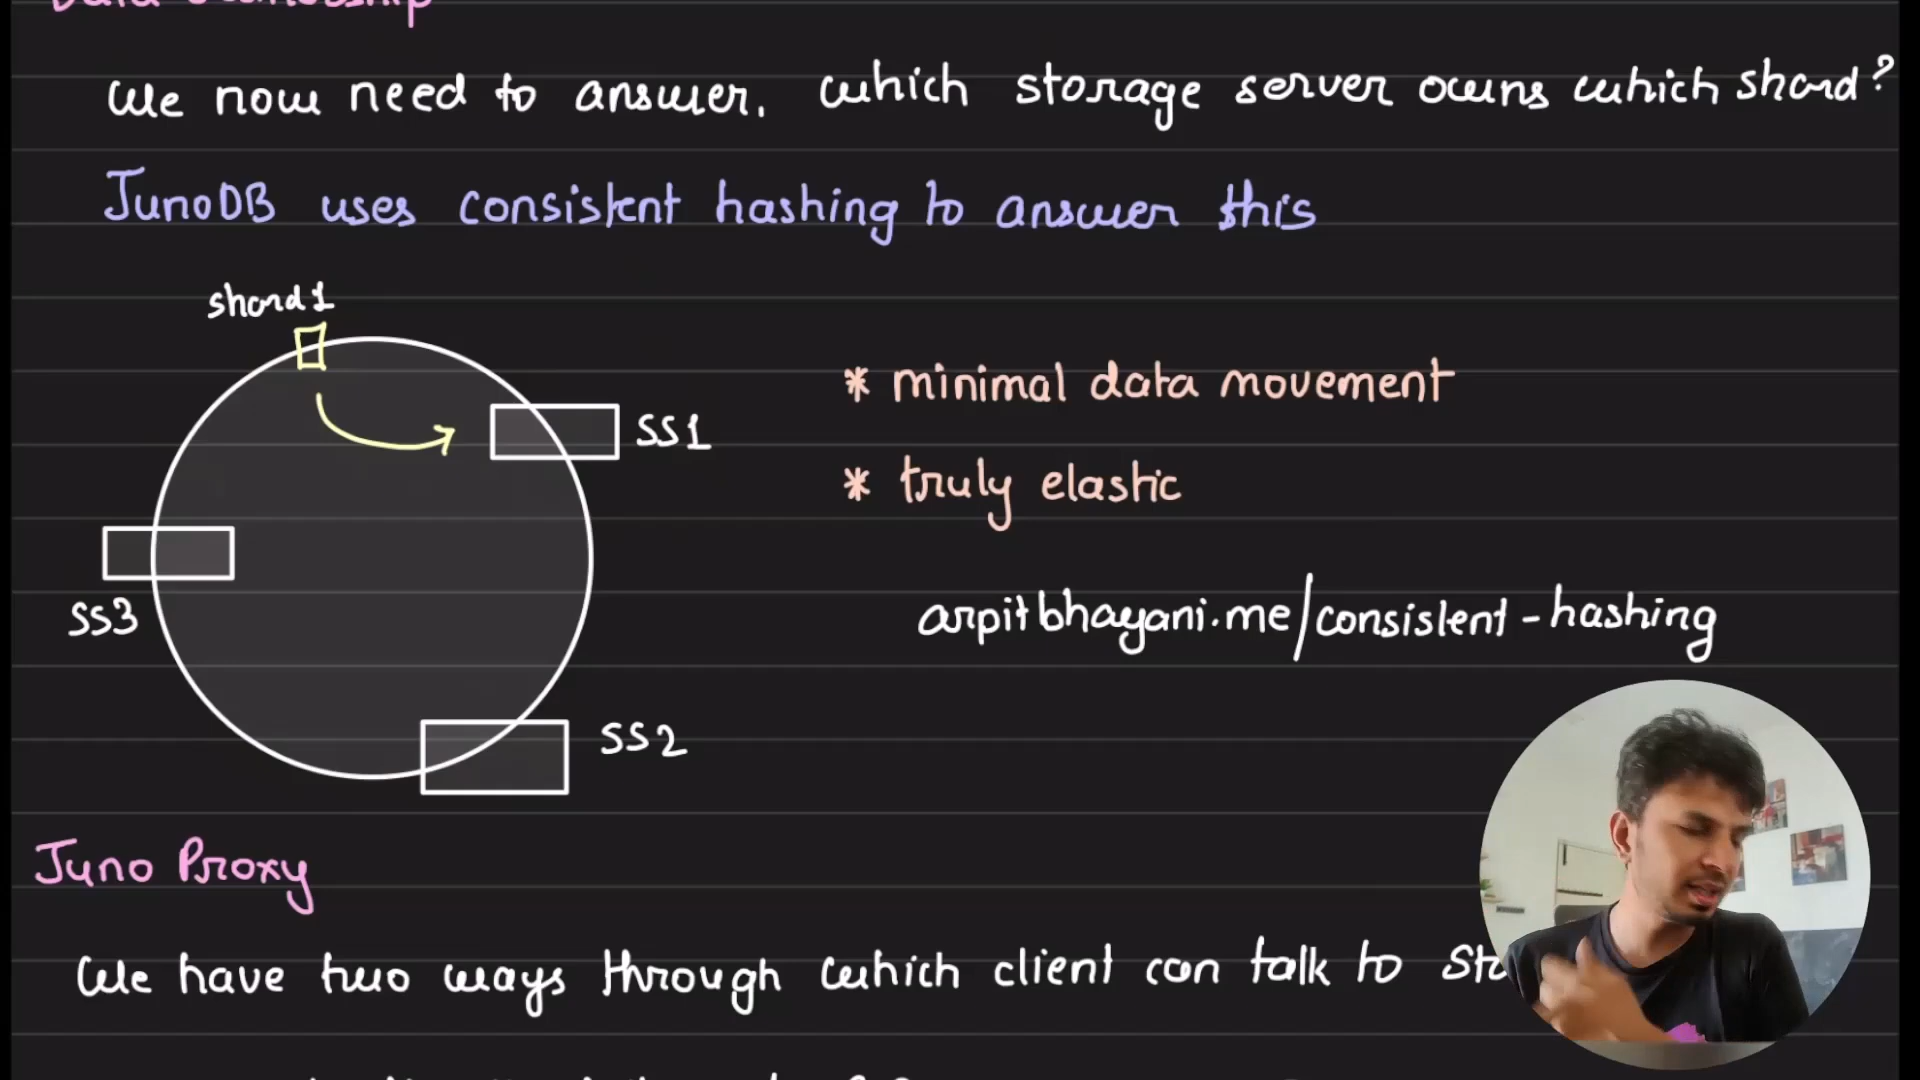 We now need to answer, which storage server owns which shard?
JunoDB uses consistent hashing to answer this
shard 1
SS1
* minimal data movement
* truly elastic
SS3
arpitbhayani.me/consistent-hashing
SS2
Juno Proxy
We have two ways through which client can talk to